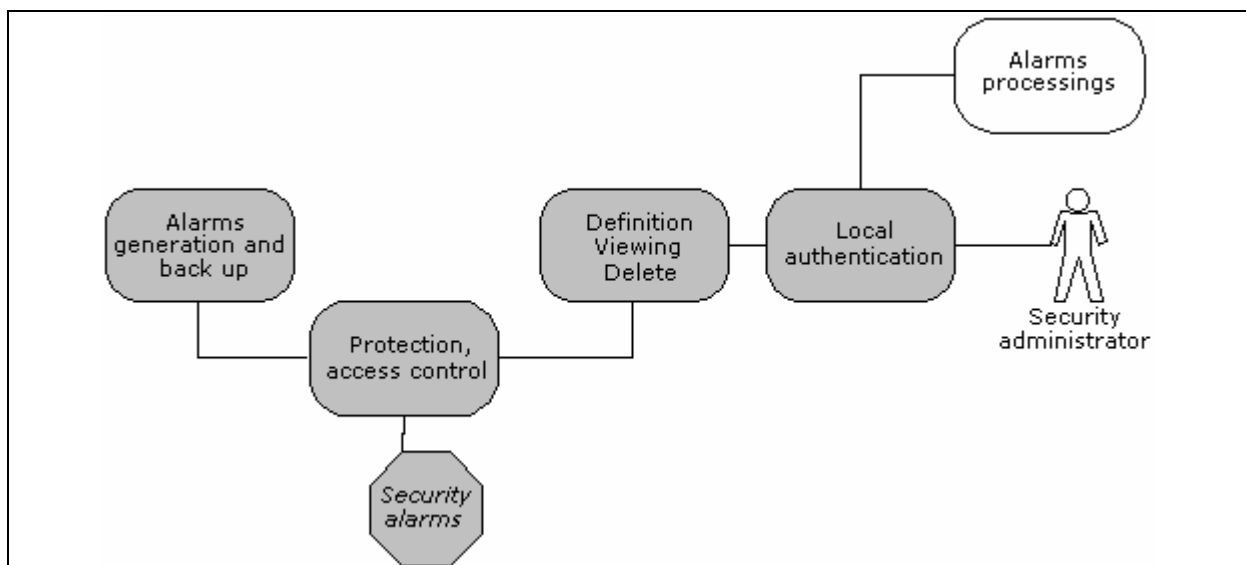 Alarms
processings
Alarms
generation and
back up
Definition
Viewing
Delete
Local
authentication
Security
administrator
Protection,
access control
Security
alarms